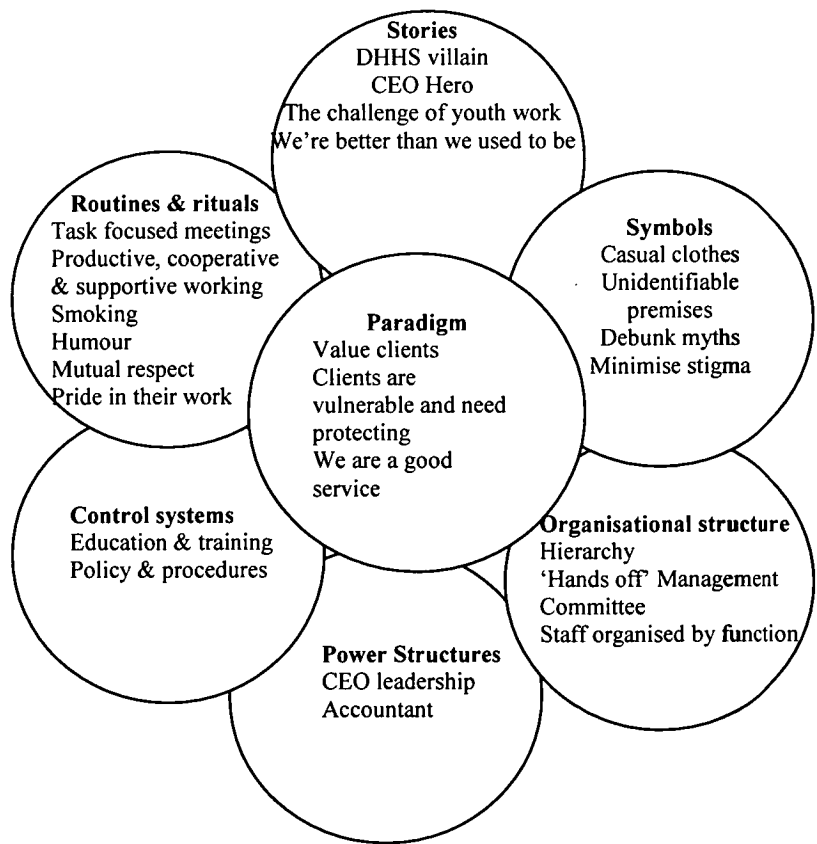 Stories
DHHS villain
CEO Hero
The challenge of youth work
We're better than we used to be
Routines & rituals
Task focused meetings
Productive, cooperative
& supportive working
Smoking
Humour
Mutual respect
Pride in their work
Symbols
Casual clothes
Unidentifiable
premises
Debunk myths
Minimise stigma
Paradigm
Value clients
Clients are
vulnerable and need
protecting
We are a good
service
Control systems
Education & training
Policy & procedures
Organisational structure
Hierarchy
'Hands off' Management
Committee
Staff organised by function
Power Structures
CEO leadership
Accountant